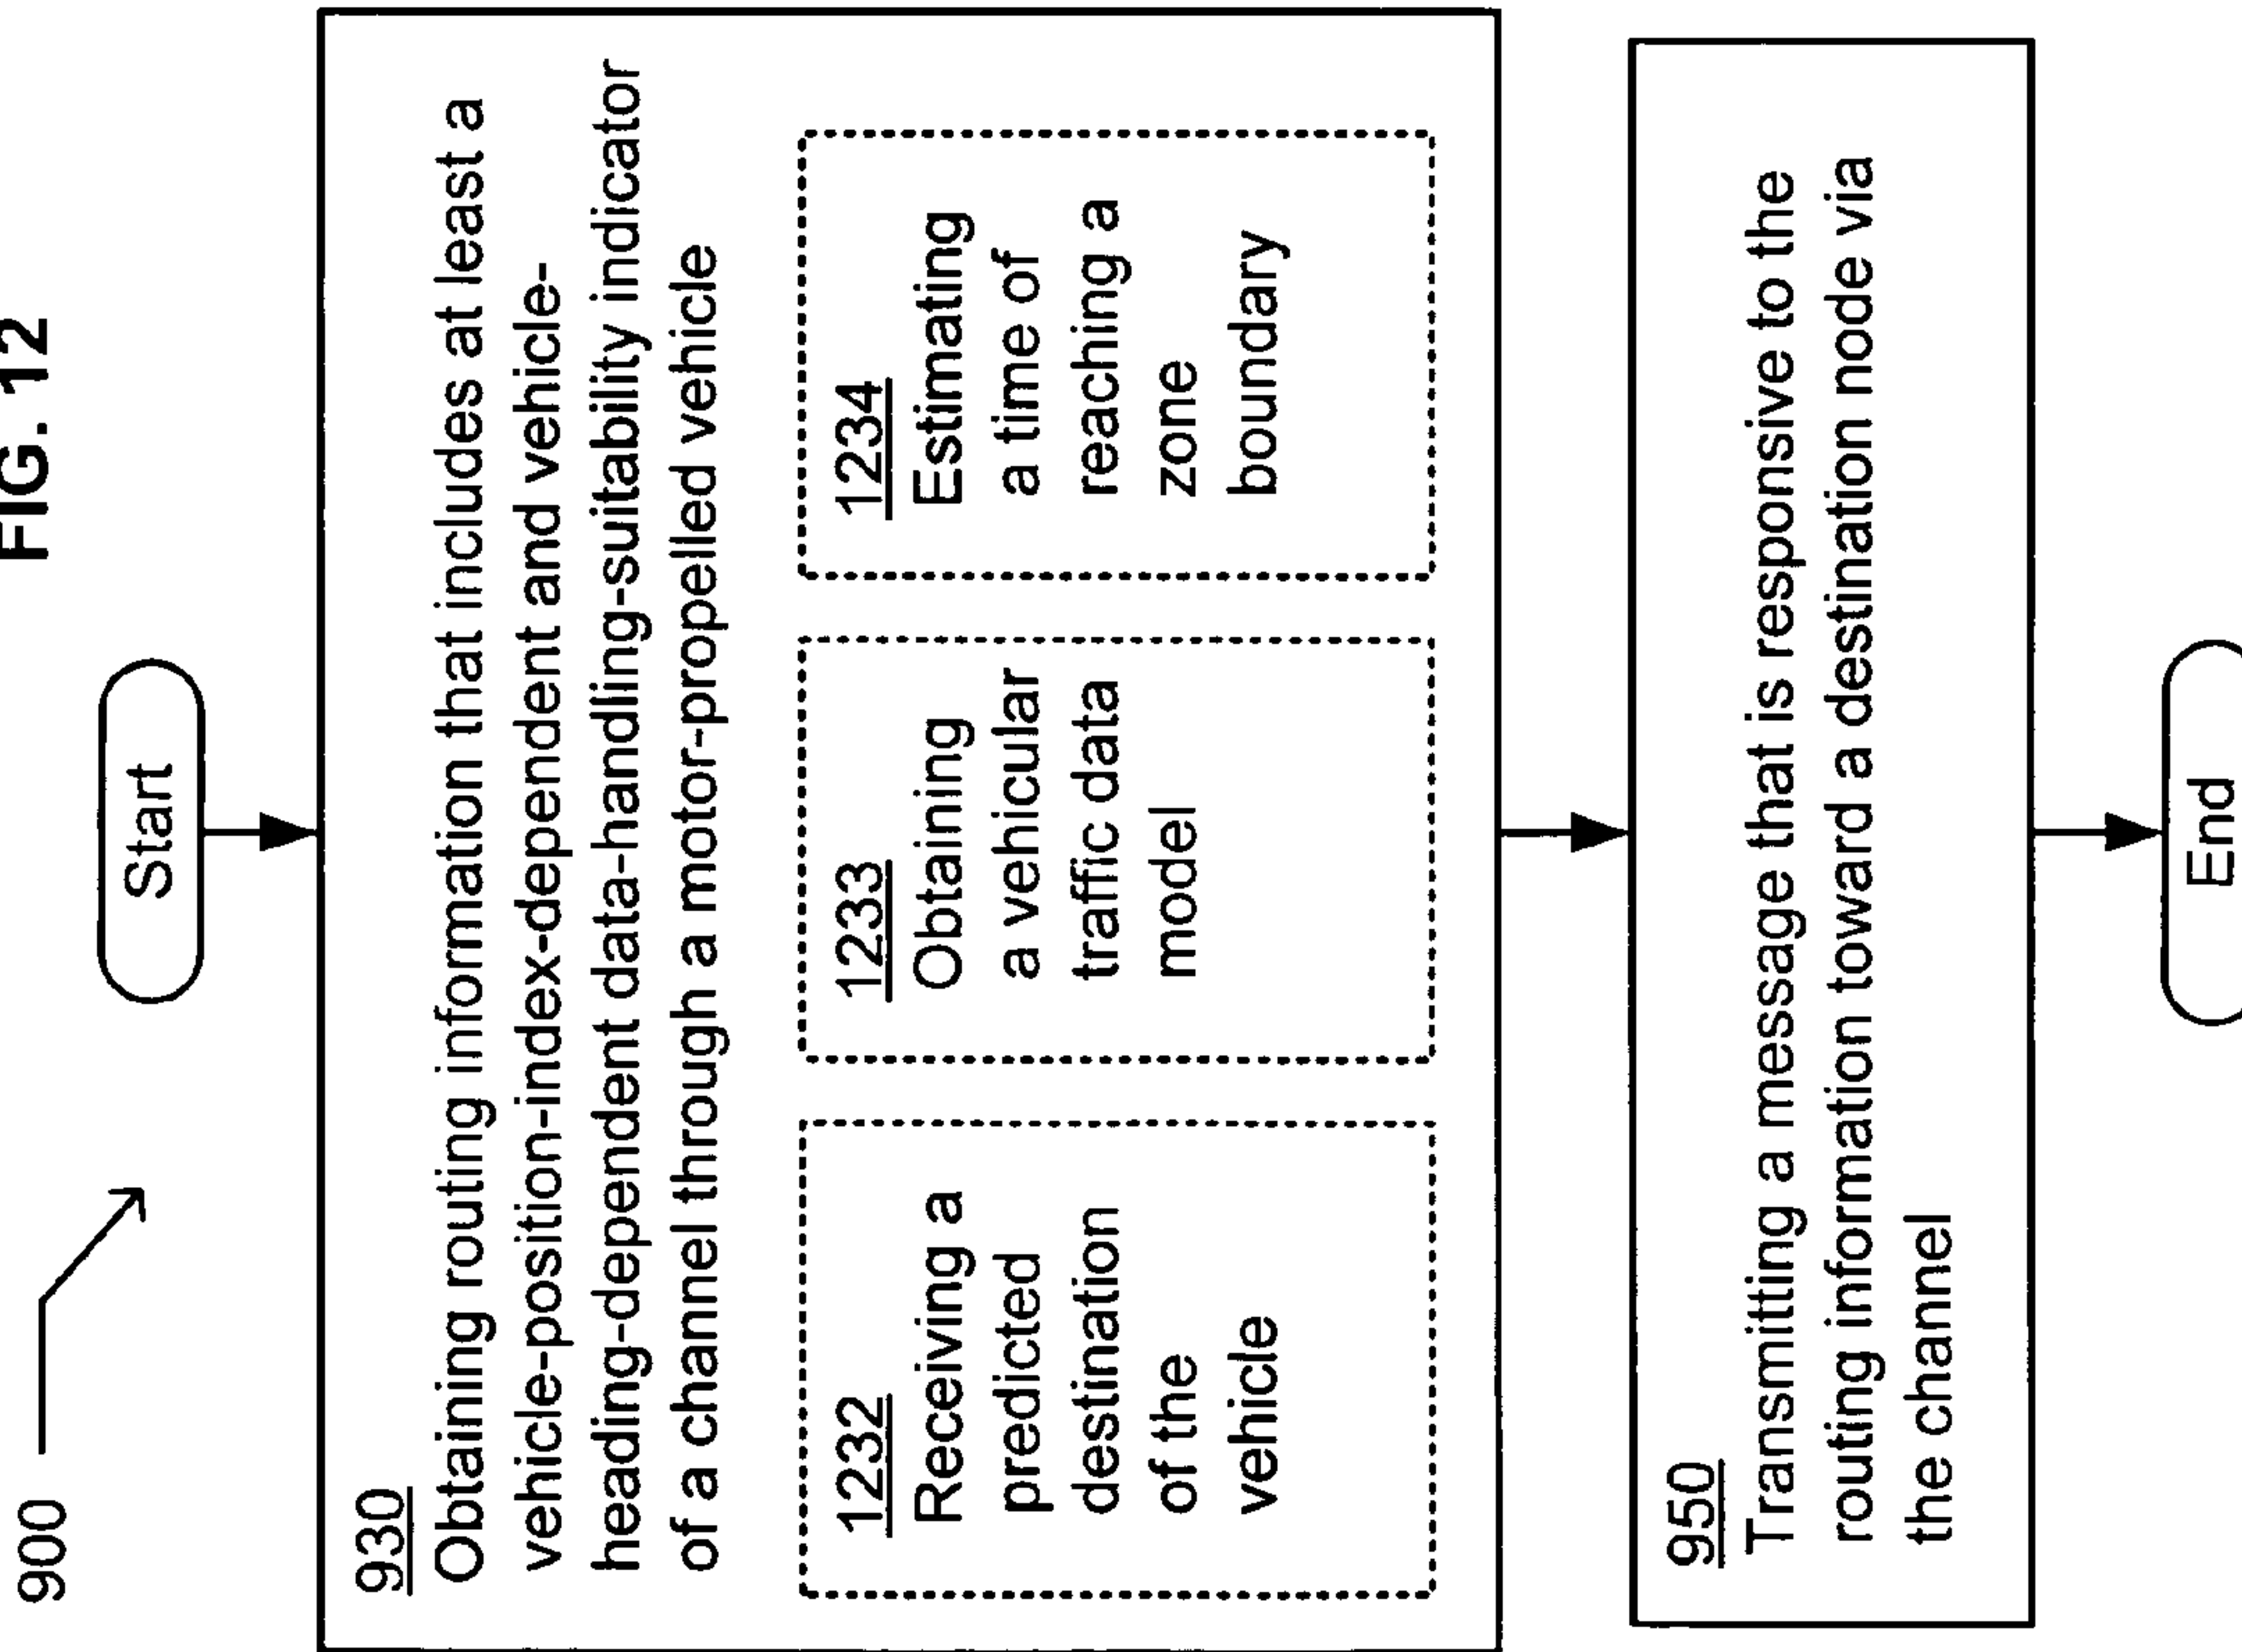 FIG. 12
900
Start
930
Obtaining routing information that includes at least a
vehicle-position-index-dependent and vehicle-
heading-dependent data-handling-suitability indicator
of a channel through a motor-propelled vehicle
1232
Receiving a
predicted
destination
of the
vehicle
1233
Obtaining
a vehicular
traffic data
model
1234
Estimating
a time of
reaching a
zone
boundary
950
Transmitting a message that is responsive to the
routing information toward a destination node via
the channel
End